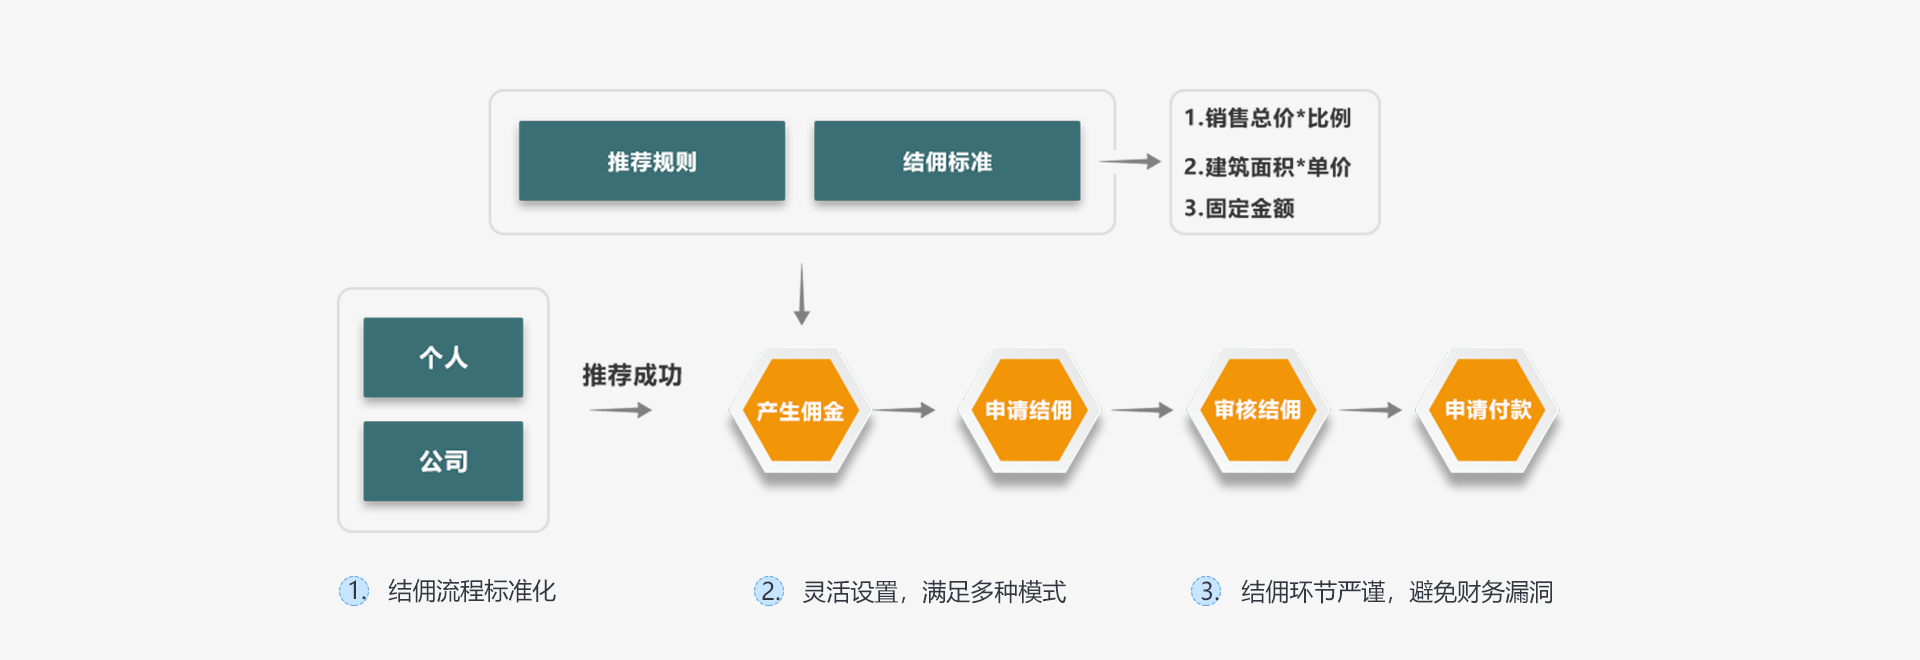 推荐规则
结佣标准
1.销售总价*比例
2.建筑面积*单价
3.固定金额
个人
公司
推荐成功
产生佣金
申请结佣
审核结佣
申请付款
1. 结佣流程标准化
2. 灵活设置，满足多种模式
3. 结佣环节严谨，避免财务漏洞